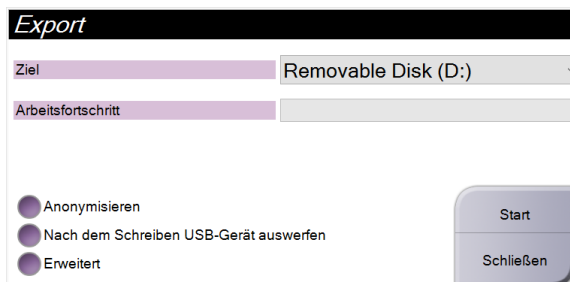 Export
Ziel
Removable Disk (D:)
Arbeitsfortschritt
Anonymisieren
Nach dem Schreiben USB-Gerät auswerfen
Erweitert
Start
Schließen